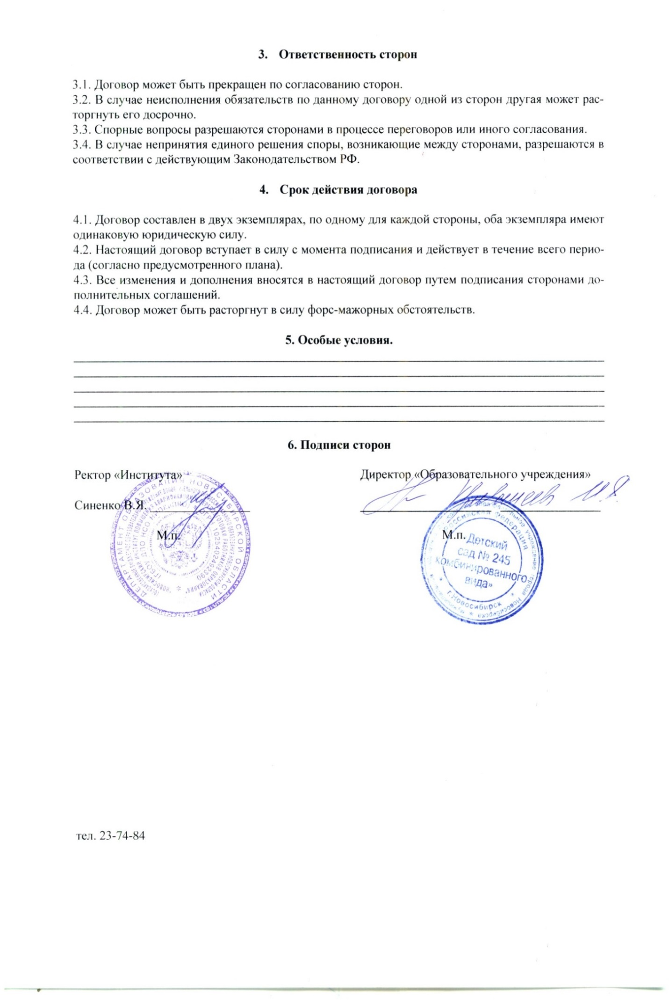 3. Ответственность сторон
3.1. Договор может быть прекращен по согласованию сторон.
3.2. В случае неисполнения обязательств по данному договору одной из сторон другая может рас-
торгнуть его досрочно.
3.3. Спорные вопросы разрешаются сторонами в процессе переговоров или иного согласования.
3.4. В случае непринятия единого решения споры, возникающие между сторонами, разрешаются в
соответствии с действующим Законодательством РФ.
4. Срок действия договора
4.1. Договор составлен в двух экземплярах, по одному для каждой стороны, оба экземпляра имеют
одинаковую юридическую силу.
4.2. Настоящий договор вступает в силу с момента подписания и действует в течение всего перио-
да (согласно предусмотренного плана).
4.3. Все изменения и дополнения вносятся в настоящий договор путем подписания сторонами до-
полнительных соглашений.
4.4. Договор может быть расторгнут в силу форс-мажорных обстоятельств.
5. Особые условия.
6. Подписи сторон
Ректор «Института»
Директор «Образовательного учреждения»
Синенко В.Я.
М.п.
М.п.
ДЕПАРТАМЕНТ ОБРАЗОВАНИЯ НОВОСИБИРСКОЙ ОБЛАСТИ
ОГРН 1025402492390
Российская Федерация
Детский
сад № 245
комбинированного
вида»
г.Новосибирск
тел. 23-74-84